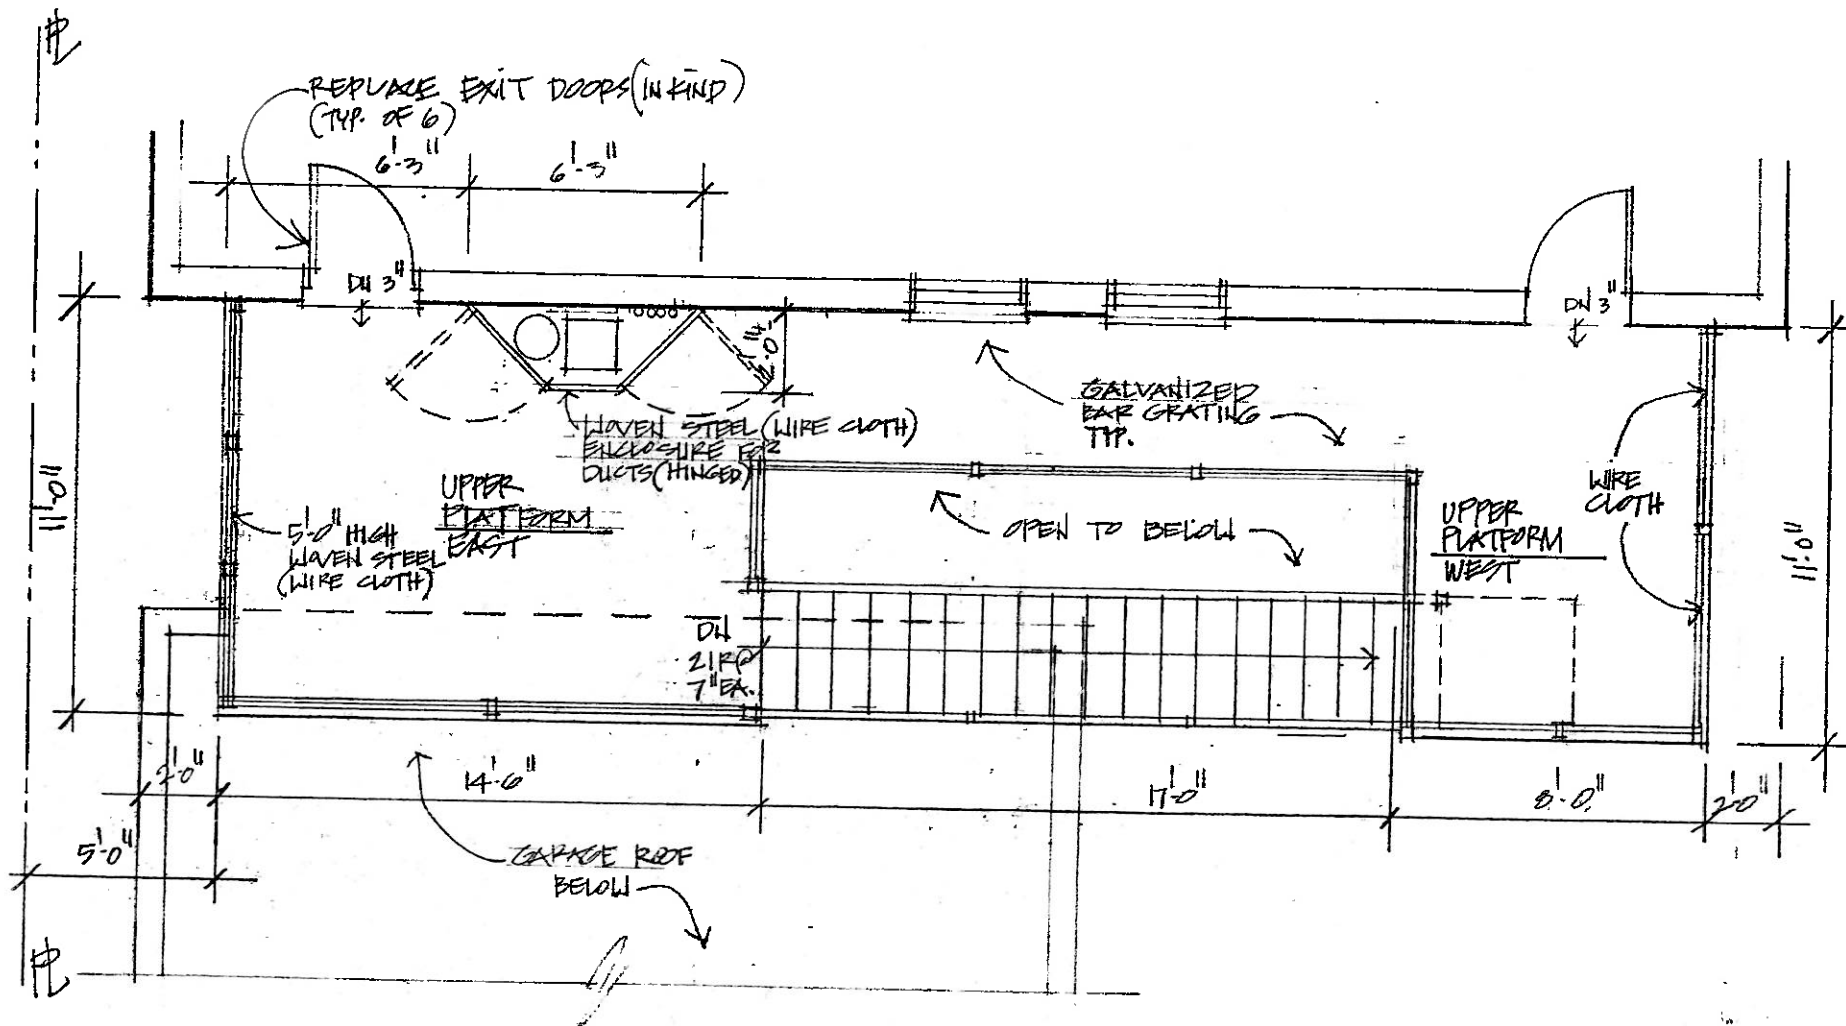 PL
REPLACE EXIT DOORS (IN KIND)
(TYP. OF 6)
6'-3"
6'-3"
DN 3"
DN 3"
GALVANIZED
BAR GRATING
TYP.
WOVEN STEEL (WIRE CLOTH)
ENCLOSURE FOR
DUCTS (HINGED)
WIRE
CLOTH
11'-0"
UPPER
PLATFORM
EAST
5'-0" HIGH
WOVEN STEEL
(WIRE CLOTH)
OPEN TO BELOW
UPPER
PLATFORM
WEST
11'-0"
DN
21 R @
7" EA.
2'-0"
14'-6"
17'-0"
8'-0"
2'-0"
5'-0"
GARAGE ROOF
BELOW
PL